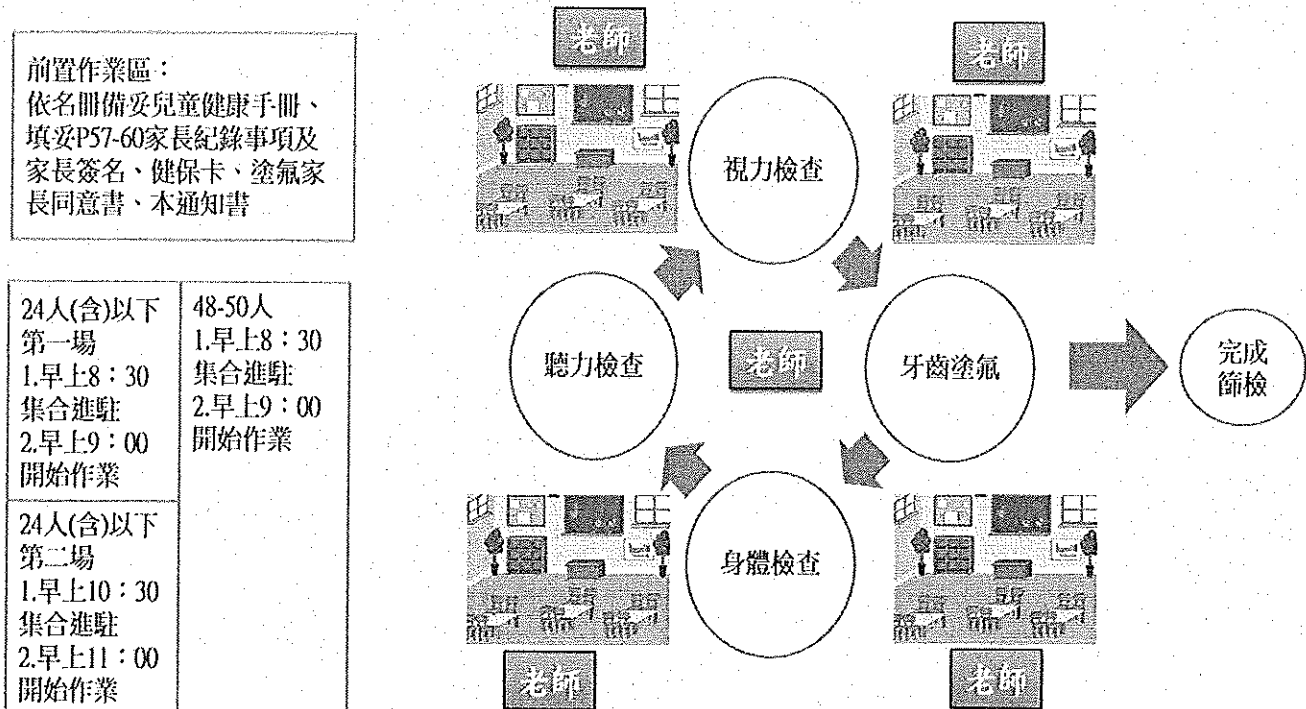 前置作業區：
依名冊備妥兒童健康手冊、
填妥P57-60家長紀錄事項及
家長簽名、健保卡、塗氟家
長同意書、本通知書
24人(含)以下
第一場
1.早上8：30
集合進駐
2.早上9：00
開始作業
48-50人
1.早上8：30
集合進駐
2.早上9：00
開始作業
24人(含)以下
第二場
1.早上10：30
集合進駐
2.早上11：00
開始作業
老師
老師
視力檢查
聽力檢查
老師
牙齒塗氟
完成
篩檢
身體檢查
老師
老師